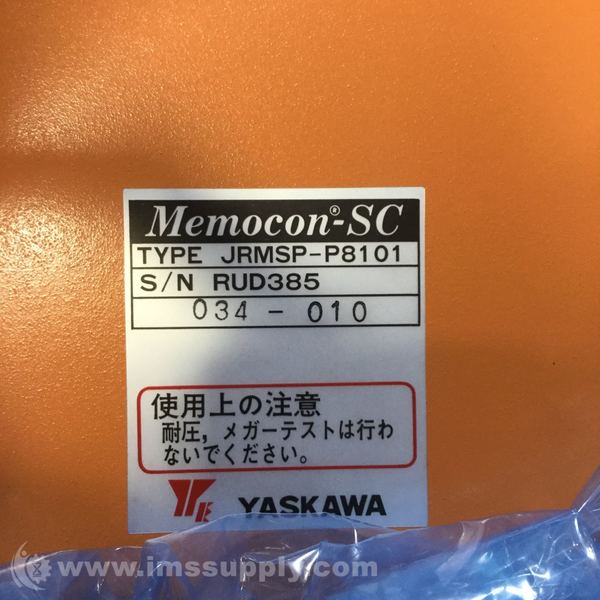 Memocon®-SC
TYPE JRMSP-P8101
S/N RUD385
034-010
使用上の注意
耐圧，メガーテストは行わ
ないでください。
YE YASKAWA
www.imssupply.com